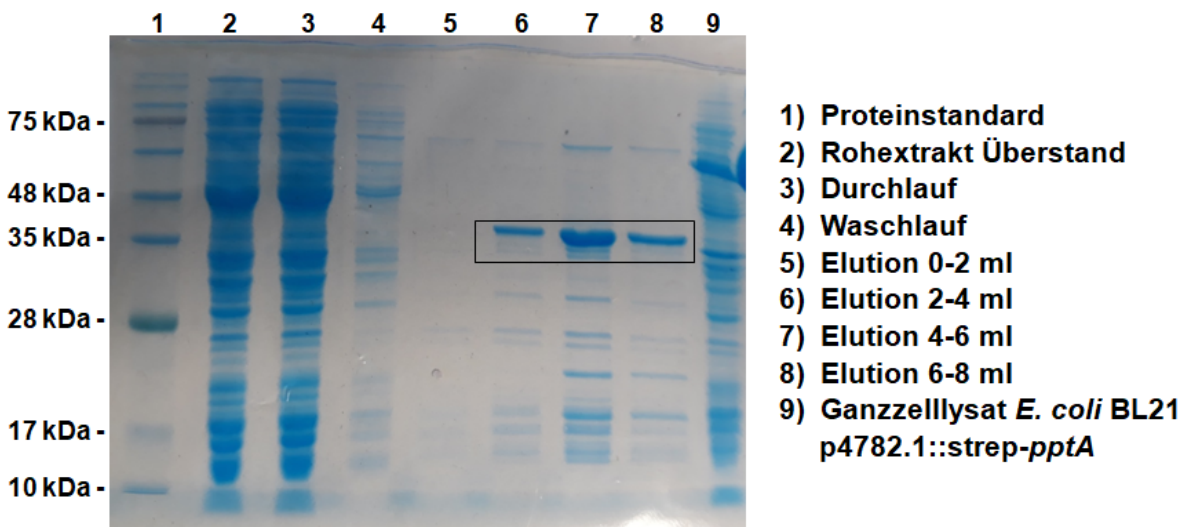 1 2 3 4 5 6 7 8 9
75 kDa -
48 kDa -
35 kDa -
28 kDa -
17 kDa -
10 kDa -
1) Proteinstandard
2) Rohextrakt Überstand
3) Durchlauf
4) Waschlauf
5) Elution 0-2 ml
6) Elution 2-4 ml
7) Elution 4-6 ml
8) Elution 6-8 ml
9) Ganzzelllysat E. coli BL21
p4782.1::strep-pptA